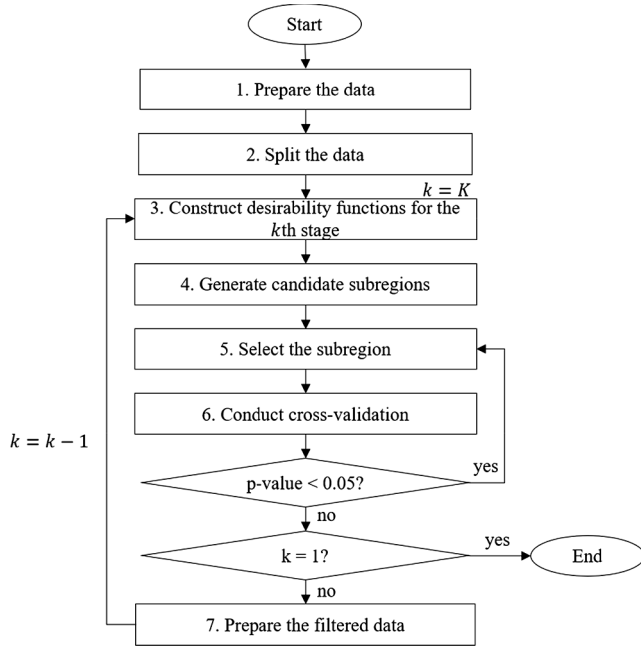 Start
1. Prepare the data
2. Split the data
k = K
3. Construct desirability functions for the
kth stage
4. Generate candidate subregions
5. Select the subregion
6. Conduct cross-validation
k = k − 1
yes
p-value < 0.05?
no
yes
k = 1?
End
no
7. Prepare the filtered data